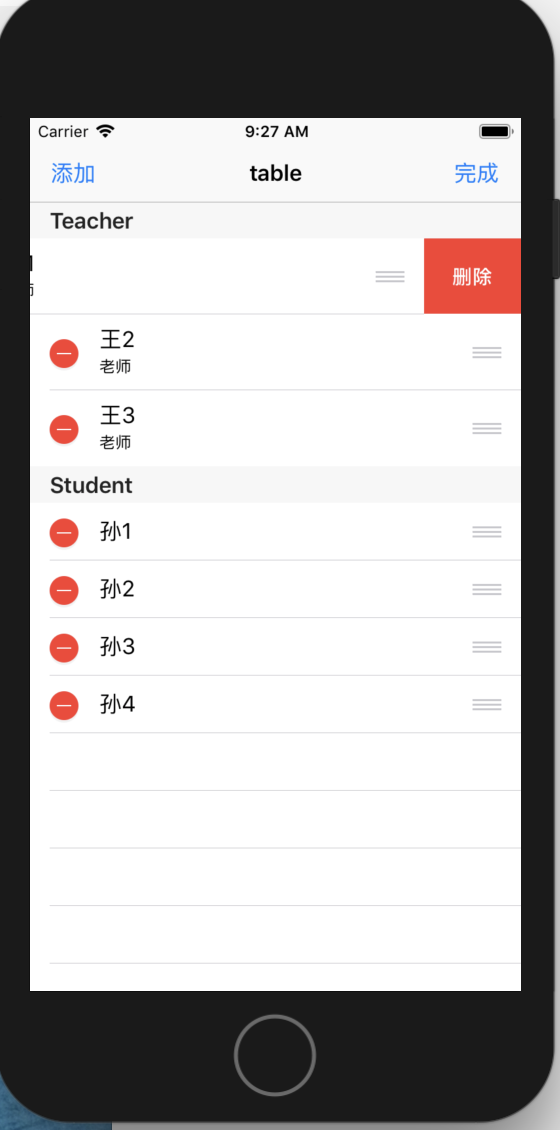 Carrier 9:27 AM
添加 table 完成
Teacher
删除
王2
老师
王3
老师
Student
孙1
孙2
孙3
孙4